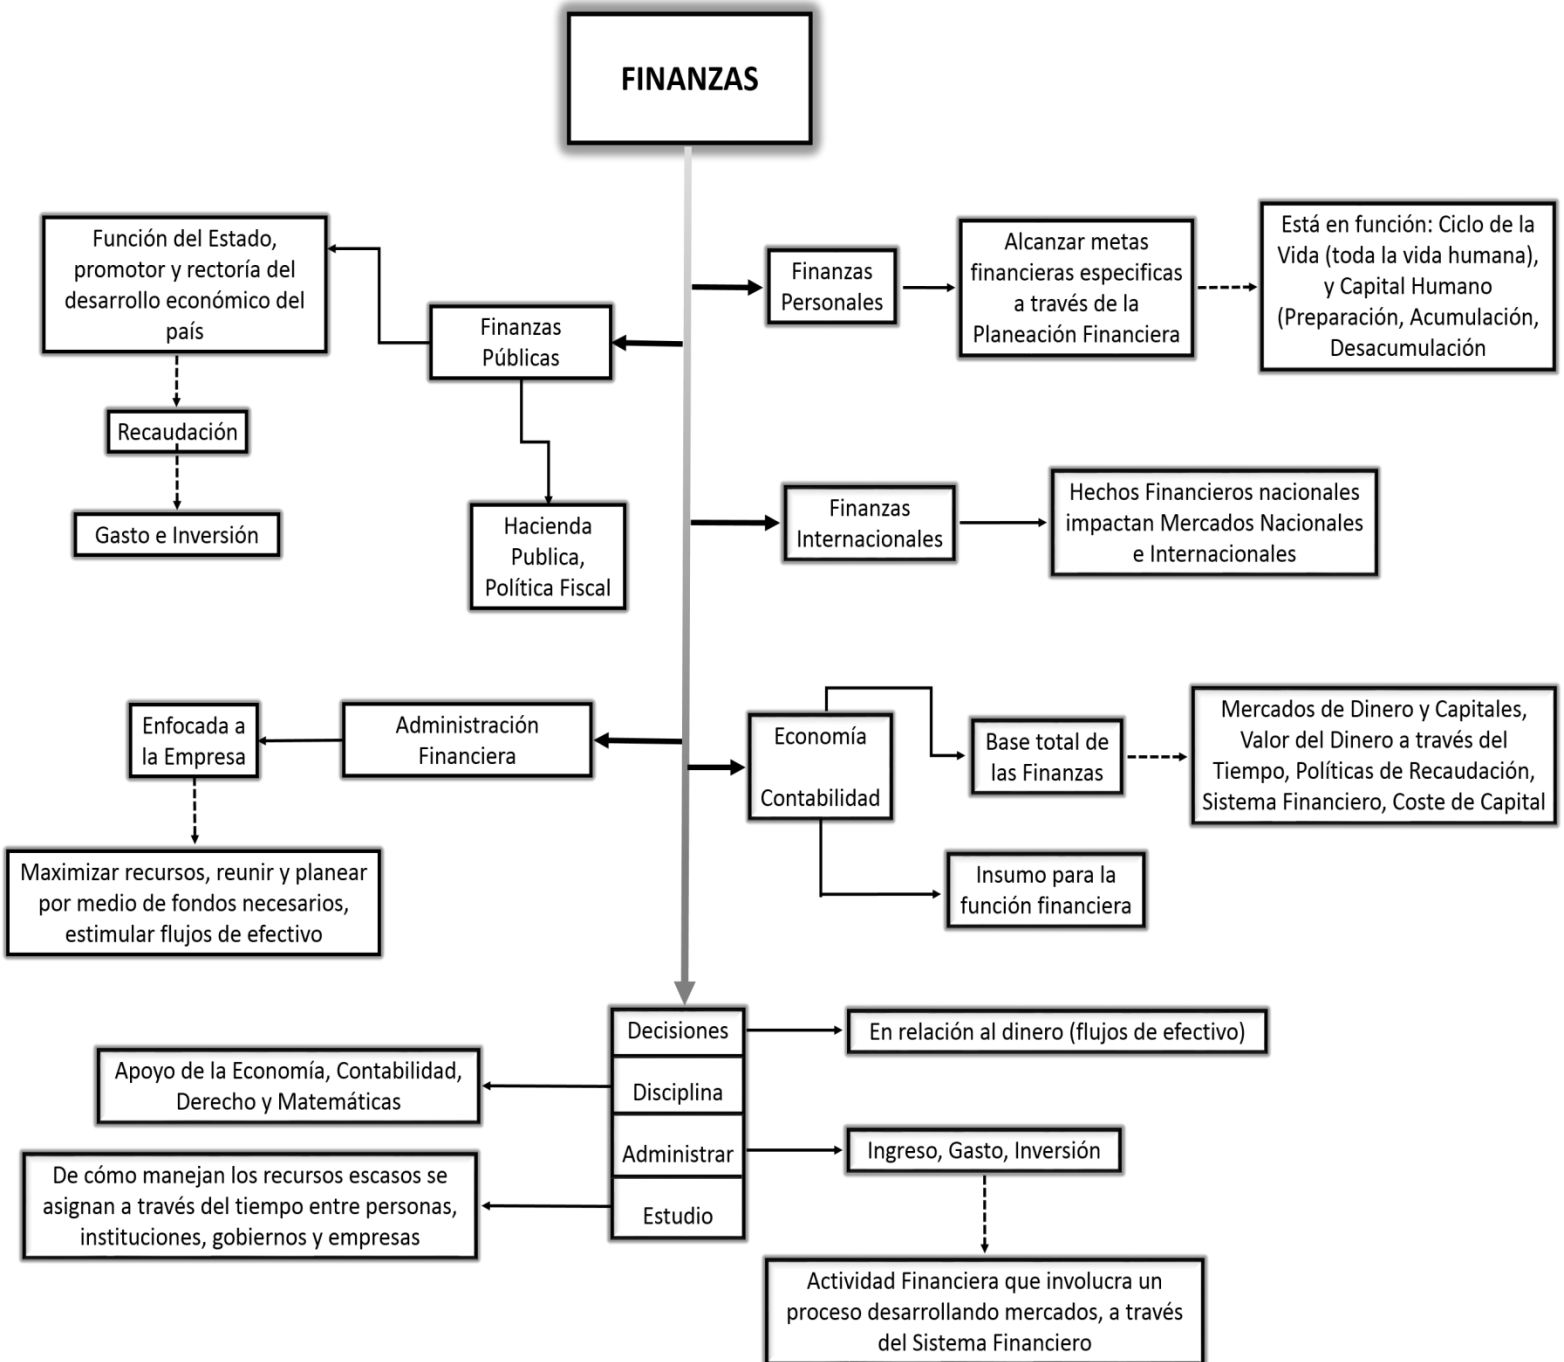 FINANZAS
Función del Estado,
promotor y rectoría del
desarrollo económico del
país
Recaudación
Gasto e Inversión
Finanzas
Públicas
Hacienda
Publica,
Política Fiscal
Finanzas
Personales
Alcanzar metas
financieras especificas
a través de la
Planeación Financiera
Está en función: Ciclo de la
Vida (toda la vida humana),
y Capital Humano
(Preparación, Acumulación,
Desacumulación
Finanzas
Internacionales
Hechos Financieros nacionales
impactan Mercados Nacionales
e Internacionales
Administración
Financiera
Enfocada a
la Empresa
Maximizar recursos, reunir y planear
por medio de fondos necesarios,
estimular flujos de efectivo
Economía
Contabilidad
Base total de
las Finanzas
Mercados de Dinero y Capitales,
Valor del Dinero a través del
Tiempo, Políticas de Recaudación,
Sistema Financiero, Coste de Capital
Insumo para la
función financiera
Decisiones
En relación al dinero (flujos de efectivo)
Disciplina
Apoyo de la Economía, Contabilidad,
Derecho y Matemáticas
Administrar
Ingreso, Gasto, Inversión
Estudio
De cómo manejan los recursos escasos se
asignan a través del tiempo entre personas,
instituciones, gobiernos y empresas
Actividad Financiera que involucra un
proceso desarrollando mercados, a través
del Sistema Financiero